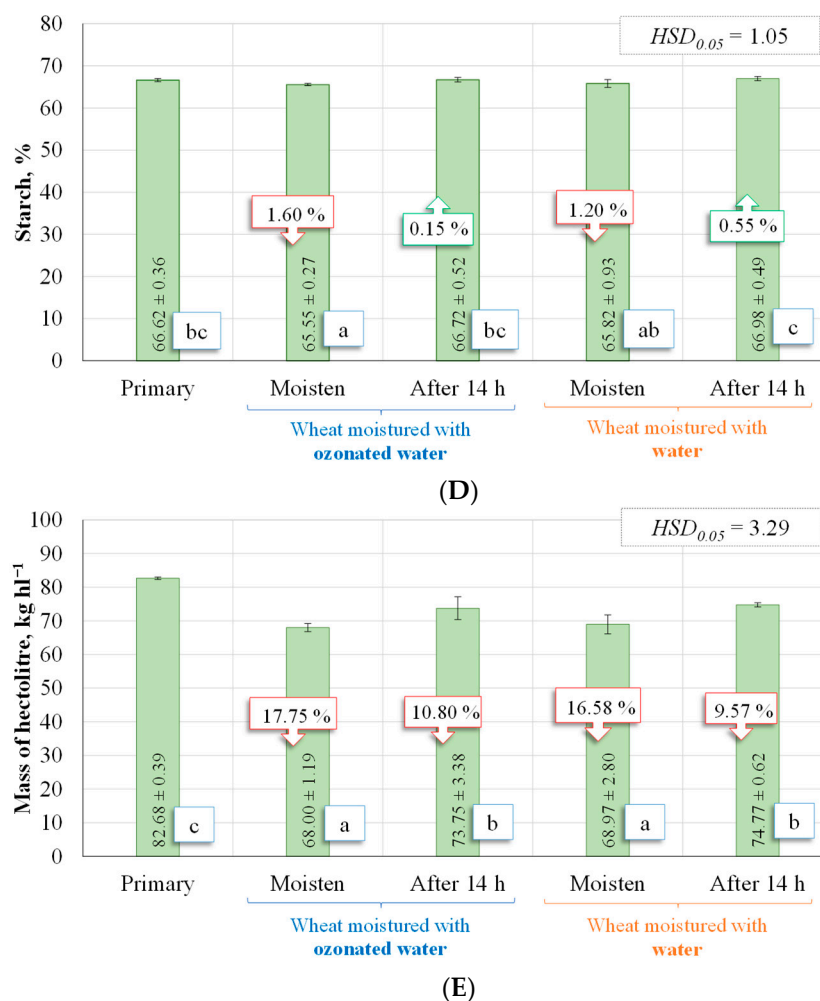 HSD0.05 = 1.05
Starch, %
80
70
60
50
40
30
20
10
0
1.60 %
0.15 %
1.20 %
0.55 %
66.62 ± 0.36
65.55 ± 0.27
66.72 ± 0.52
65.82 ± 0.93
66.98 ± 0.49
bc
a
bc
ab
c
Primary
Moisten
After 14 h
Moisten
After 14 h
Wheat moistured with
ozonated water
Wheat moistured with
water
(D)
HSD0.05 = 3.29
Mass of hectolitre, kg hl⁻¹
100
90
80
70
60
50
40
30
20
10
0
17.75 %
10.80 %
16.58 %
9.57 %
82.68 ± 0.39
68.00 ± 1.19
73.75 ± 3.38
68.97 ± 2.80
74.77 ± 0.62
c
a
b
a
b
Primary
Moisten
After 14 h
Moisten
After 14 h
Wheat moistured with
ozonated water
Wheat moistured with
water
(E)